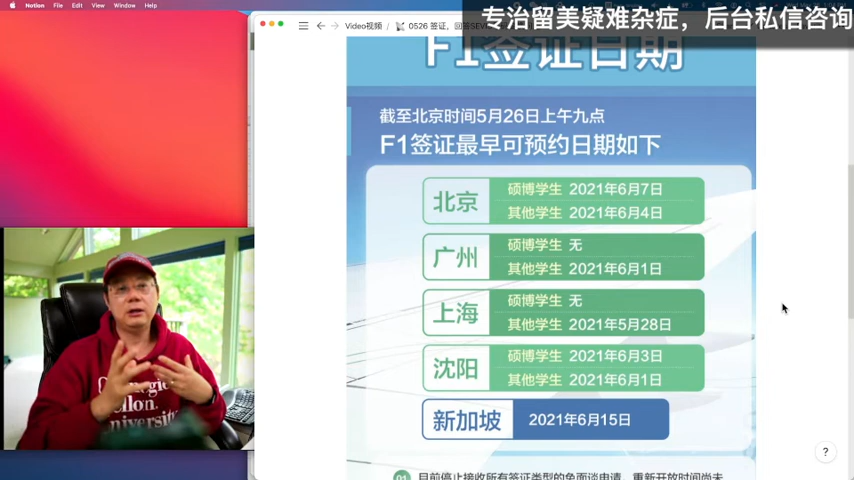 Notion File Edit View Window Help
专治留美疑难杂症，后台私信咨询
Video视频 / 0526 签证、回答SEV
F1签证日期
截至北京时间5月26日上午九点
F1签证最早可预约日期如下
北京 硕博学生 2021年6月7日
其他学生 2021年6月4日
广州 硕博学生 无
其他学生 2021年6月1日
上海 硕博学生 无
其他学生 2021年5月28日
沈阳 硕博学生 2021年6月3日
其他学生 2021年6月1日
新加坡 2021年6月15日
01 目前停止接收所有签证类型的免面谈申请，重新开放时间尚未
Carnegie
Mellon
University
?